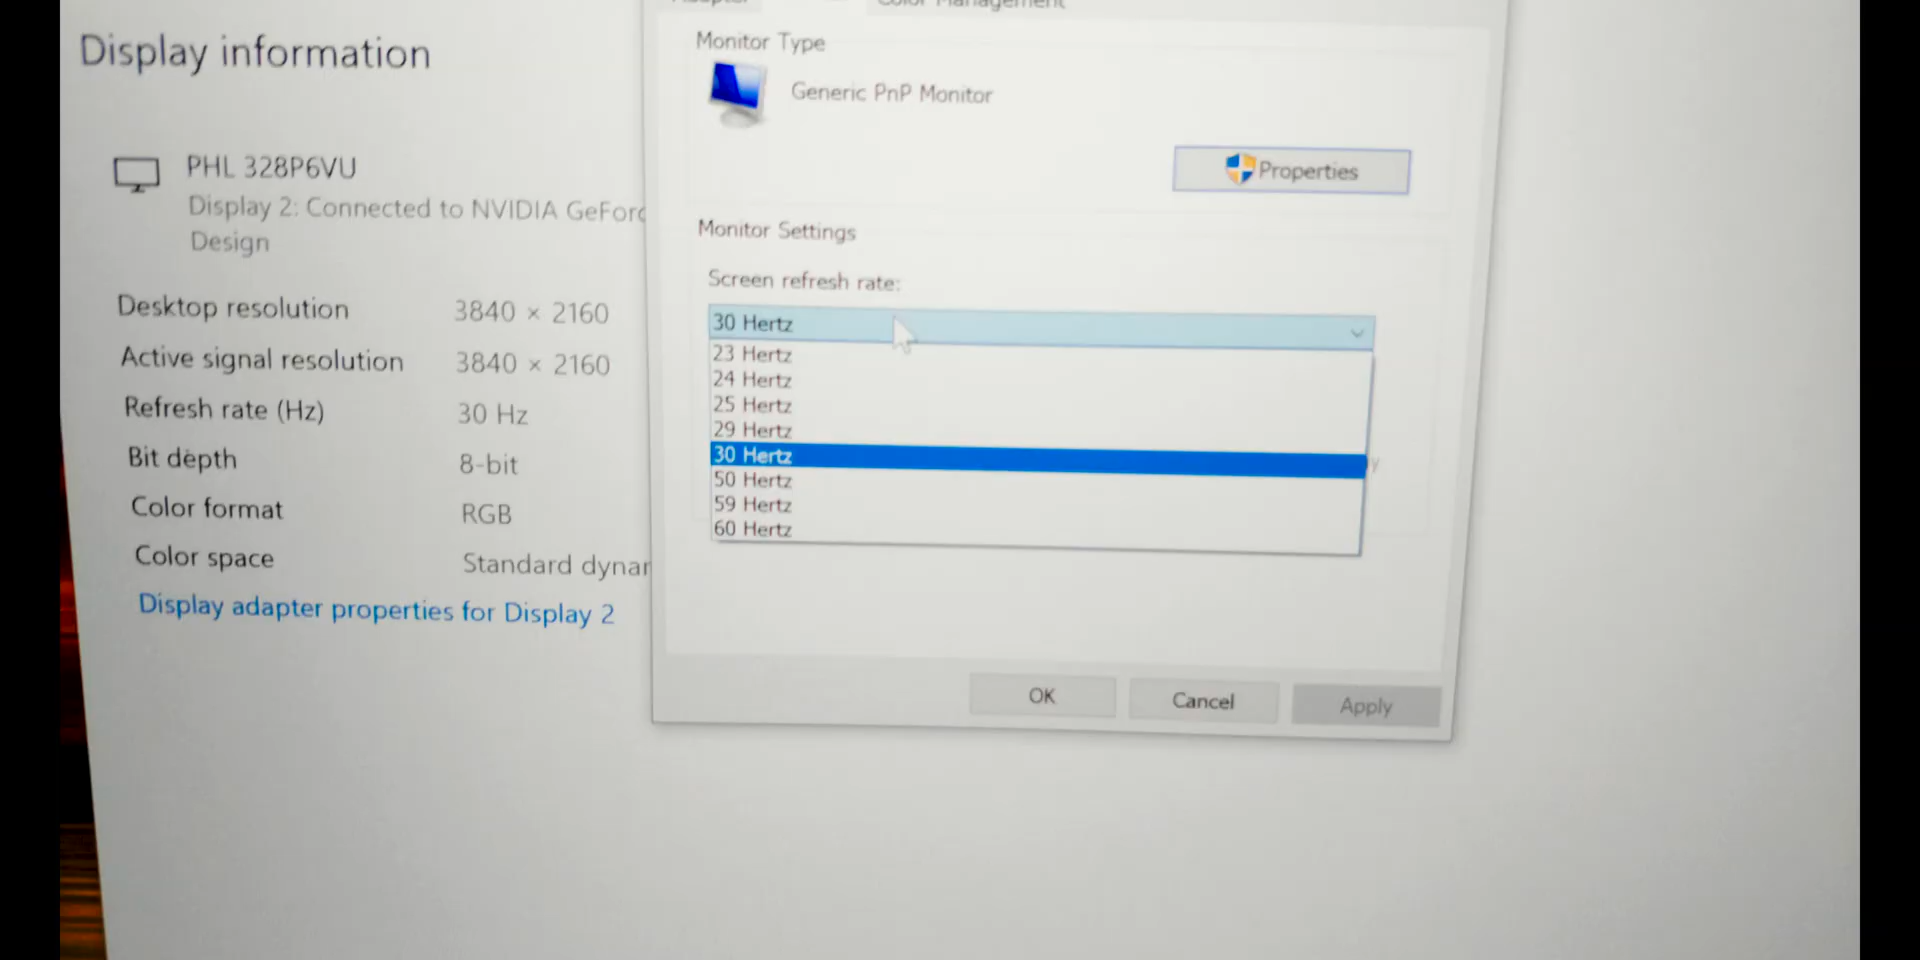 Color Management
Display information
Monitor Type
Generic PnP Monitor
PHL 328P6VU
Properties
Display 2: Connected to NVIDIA
Design
Monitor Settings
Screen refresh rate:
Desktop resolution 3840 × 2160
30 Hertz
23 Hertz
Active signal resolution 3840 × 2160
24 Hertz
25 Hertz
Refresh rate (Hz) 30 Hz
29 Hertz
30 Hertz
Bit depth 8-bit
50 Hertz
59 Hertz
Color format RGB
60 Hertz
Color space Standard
Display adapter properties for Display 2
OK
Cancel
Apply